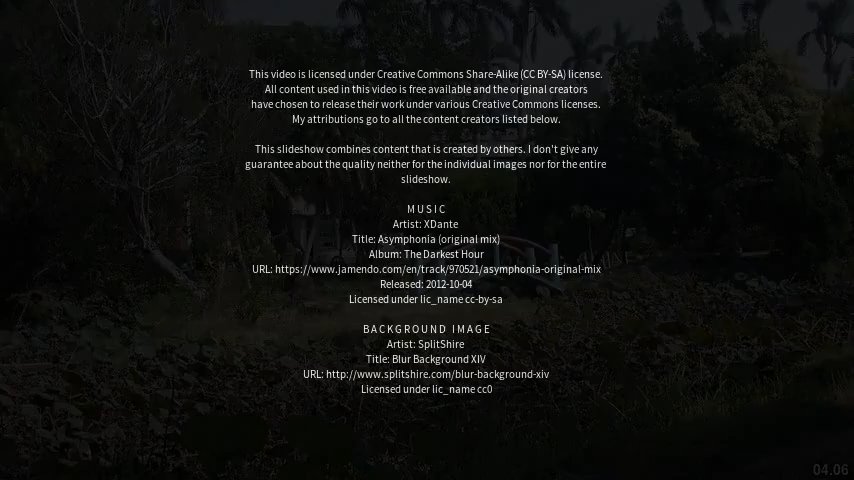 This video is licensed under Creative Commons Share-Alike (CC BY-SA) license.
All content used in this video is free available and the original creators
have chosen to release their work under various Creative Commons licenses.
My attributions go to all the content creators listed below.
This slideshow combines content that is created by others. I don't give any
guarantee about the quality neither for the individual images nor for the entire
slideshow.
MUSIC
Artist: XDante
Title: Asymphonia (original mix)
Album: The Darkest Hour
URL: https://www.jamendo.com/en/track/970521/asymphonia-original-mix
Released: 2012-10-04
Licensed under lic_name cc-by-sa
BACKGROUND IMAGE
Artist: SplitShire
Title: Blur Background XIV
URL: http://www.splitshire.com/blur-background-xiv
Licensed under lic_name cc0
04.06